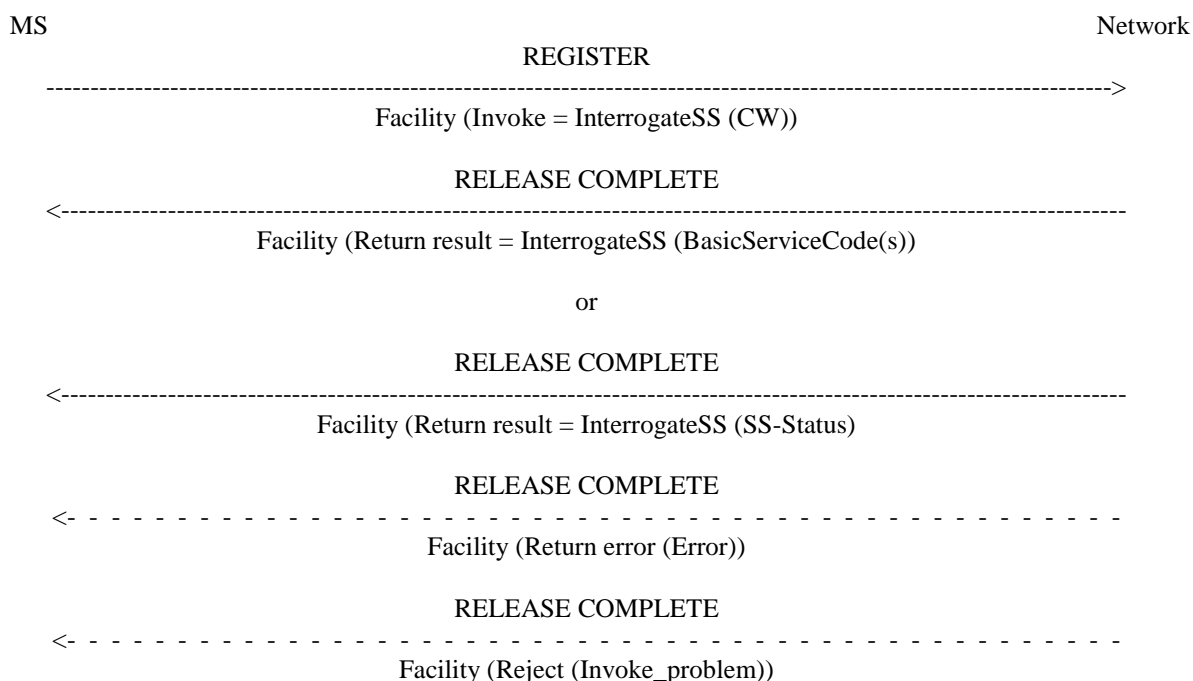 MS Network
REGISTER
Facility (Invoke = InterrogateSS (CW))
RELEASE COMPLETE
Facility (Return result = InterrogateSS (BasicServiceCode(s))
or
RELEASE COMPLETE
Facility (Return result = InterrogateSS (SS-Status)
RELEASE COMPLETE
Facility (Return error (Error))
RELEASE COMPLETE
Facility (Reject (Invoke_problem))